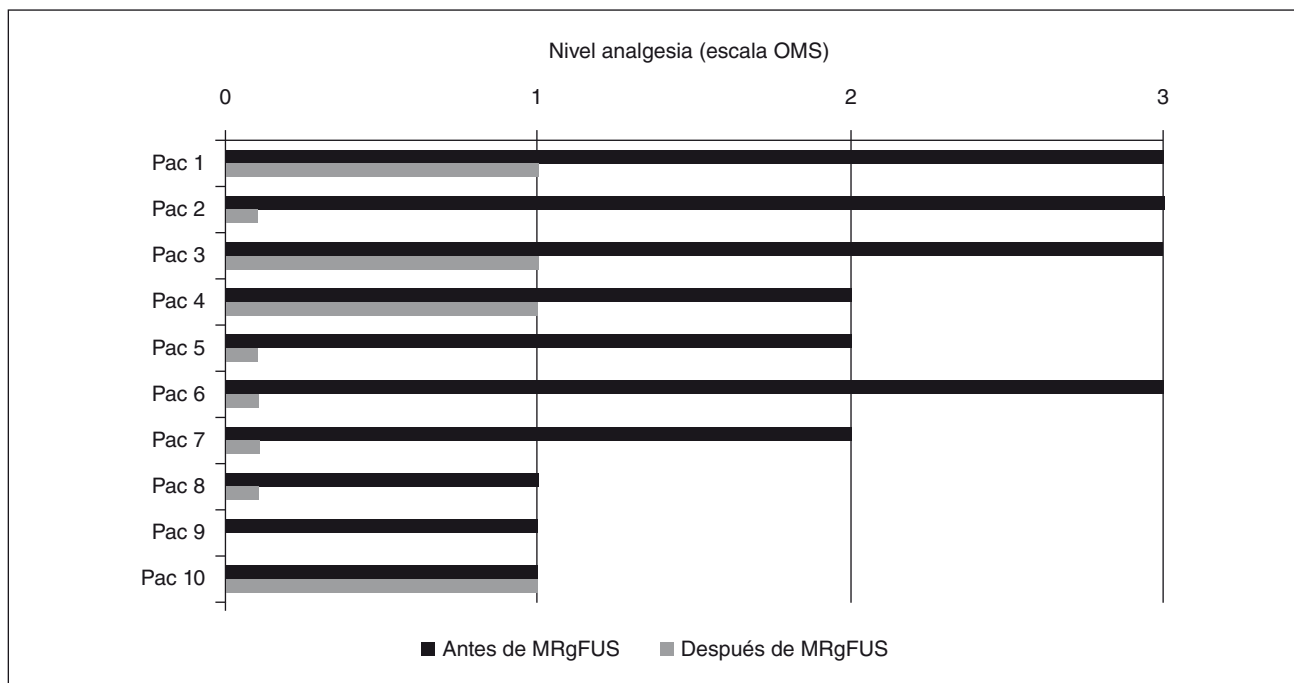 Nivel analgesia (escala OMS)
0 1 2 3
Pac 1
Pac 2
Pac 3
Pac 4
Pac 5
Pac 6
Pac 7
Pac 8
Pac 9
Pac 10
Antes de MRgFUS Después de MRgFUS